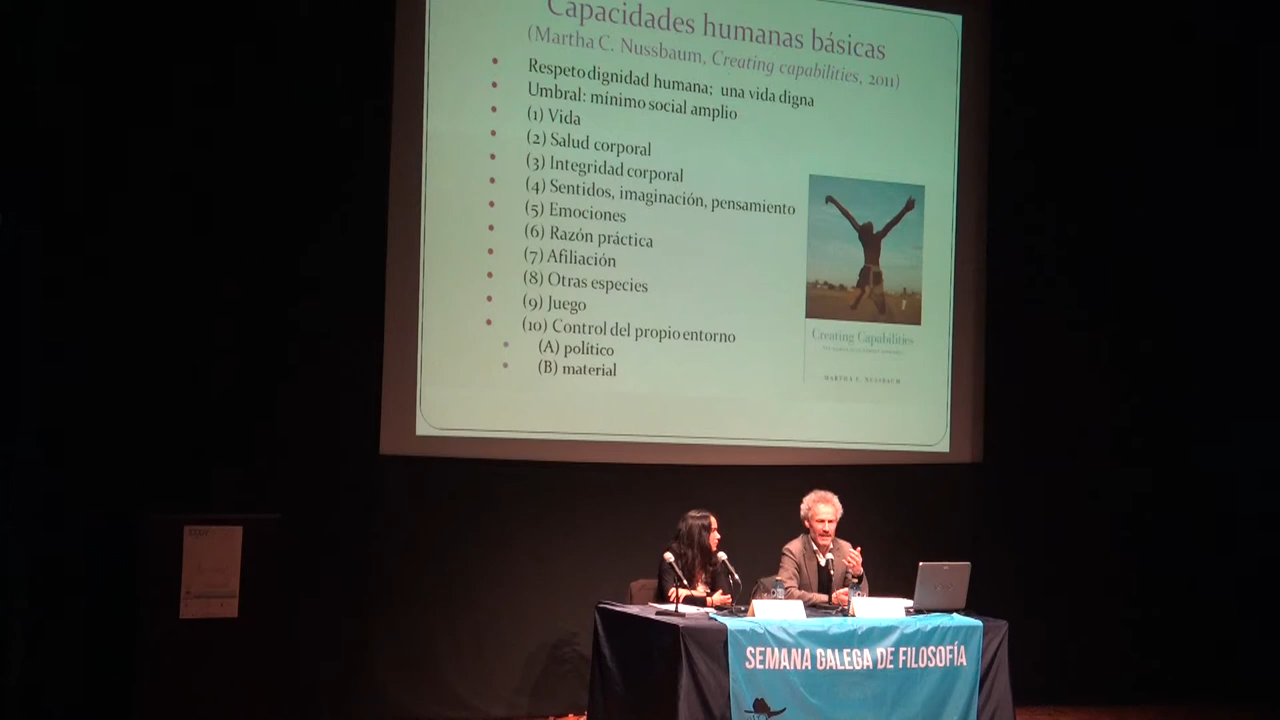 Capacidades humanas básicas
(Martha C. Nussbaum, Creating capabilities, 2011)
Respeto dignidad humana; una vida digna
Umbral: mínimo social amplio
(1) Vida
(2) Salud corporal
(3) Integridad corporal
(4) Sentidos, imaginación, pensamiento
(5) Emociones
(6) Razón práctica
(7) Afiliación
(8) Otras especies
(9) Juego
(10) Control del propio entorno
(A) político
(B) material
Creating Capabilities
MARTHA C. NUSSBAUM
SEMANA GALEGA DE FILOSOFÍA